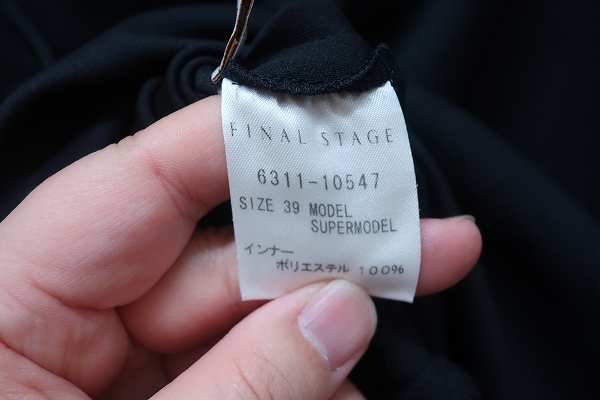 FINAL STAGE
6311-10547
SIZE 39 MODEL
SUPERMODEL
インナー
ポリエステル 100%